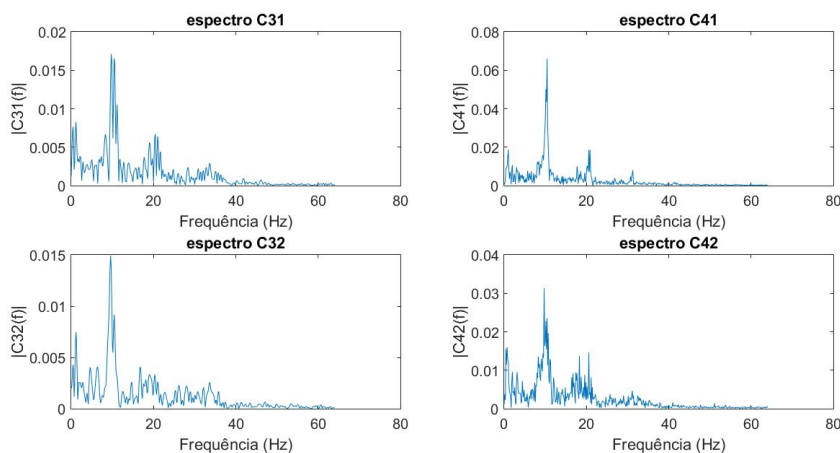 espectro C31
0.02
0.015
0.01
0.005
0
|C31(f)|
0 20 40 60 80
Frequência (Hz)
espectro C41
0.08
0.06
0.04
0.02
0
|C41(f)|
0 20 40 60 80
Frequência (Hz)
espectro C32
0.015
0.01
0.005
0
|C32(f)|
0 20 40 60 80
Frequência (Hz)
espectro C42
0.04
0.03
0.02
0.01
0
|C42(f)|
0 20 40 60 80
Frequência (Hz)